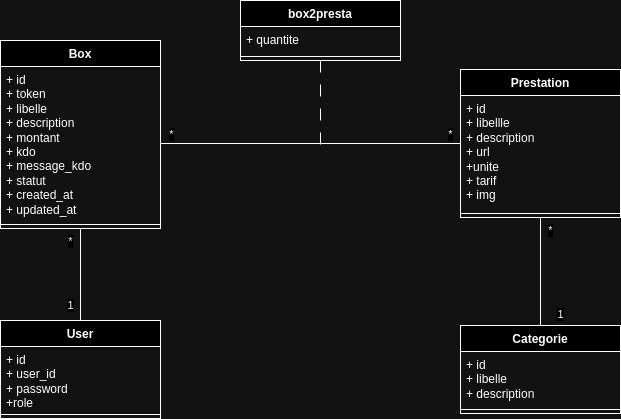 box2presta
+ quantite
Box
+ id
+ token
+ libelle
+ description
+ montant
+ kdo
+ message_kdo
+ statut
+ created_at
+ updated_at
Prestation
+ id
+ libellle
+ description
+ url
+unite
+ tarif
+ img
*
*
*
1
*
1
User
+ id
+ user_id
+ password
+role
Categorie
+ id
+ libelle
+ description